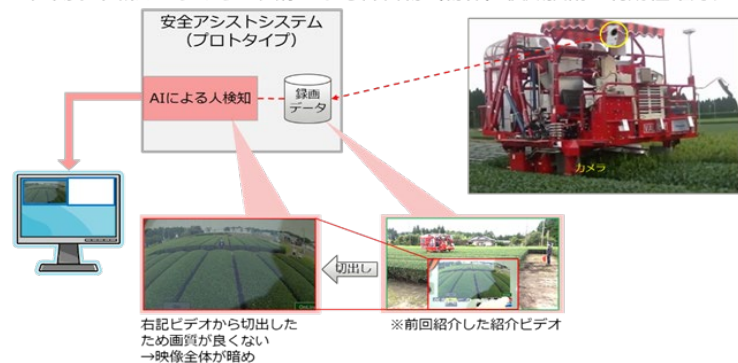 安全アシストシステム
(プロトタイプ)
AIによる人検知
録画
データ
カメラ
切出し
右記ビデオから切出した
ため画質が良くない
→映像全体が暗め
※前回紹介した紹介ビデオ